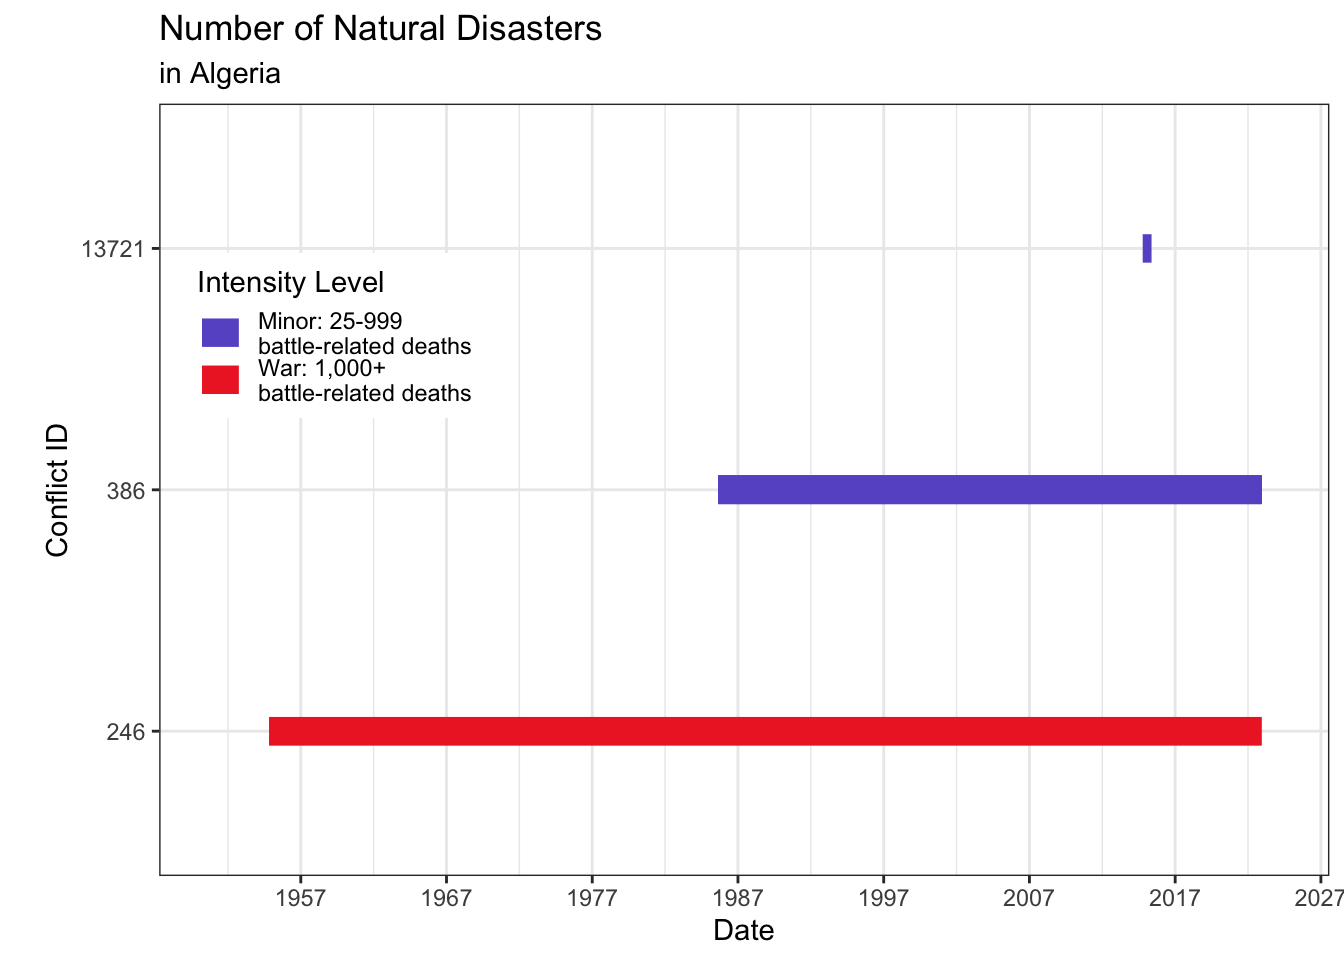 Number of Natural Disasters
in Algeria
13721
Intensity Level
Minor: 25-999
battle-related deaths
War: 1,000+
battle-related deaths
Conflict ID
386
246
1957 1967 1977 1987 1997 2007 2017 2027
Date